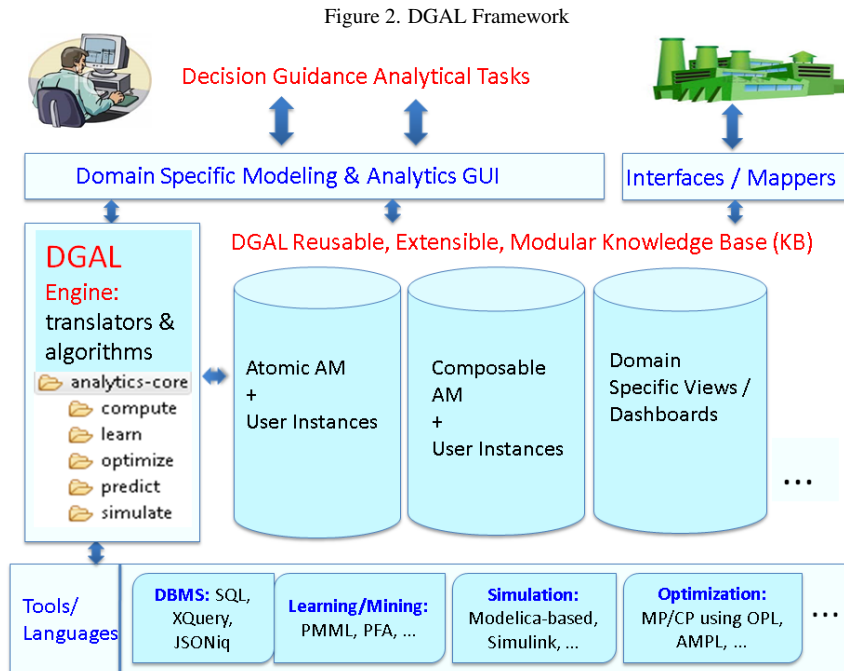 Figure 2. DGAL Framework
Decision Guidance Analytical Tasks
Domain Specific Modeling & Analytics GUI
Interfaces / Mappers
DGAL Reusable, Extensible, Modular Knowledge Base (KB)
DGAL
Engine:
translators &
algorithms
analytics-core
compute
learn
optimize
predict
simulate
Atomic AM
+
User Instances
Composable
AM
+
User Instances
Domain
Specific Views /
Dashboards
...
Tools/
Languages
DBMS: SQL,
XQuery,
JSONiq
Learning/Mining:
PMML, PFA, ...
Simulation:
Modelica-based,
Simulink, ...
Optimization:
MP/CP using OPL,
AMPL, ...
...